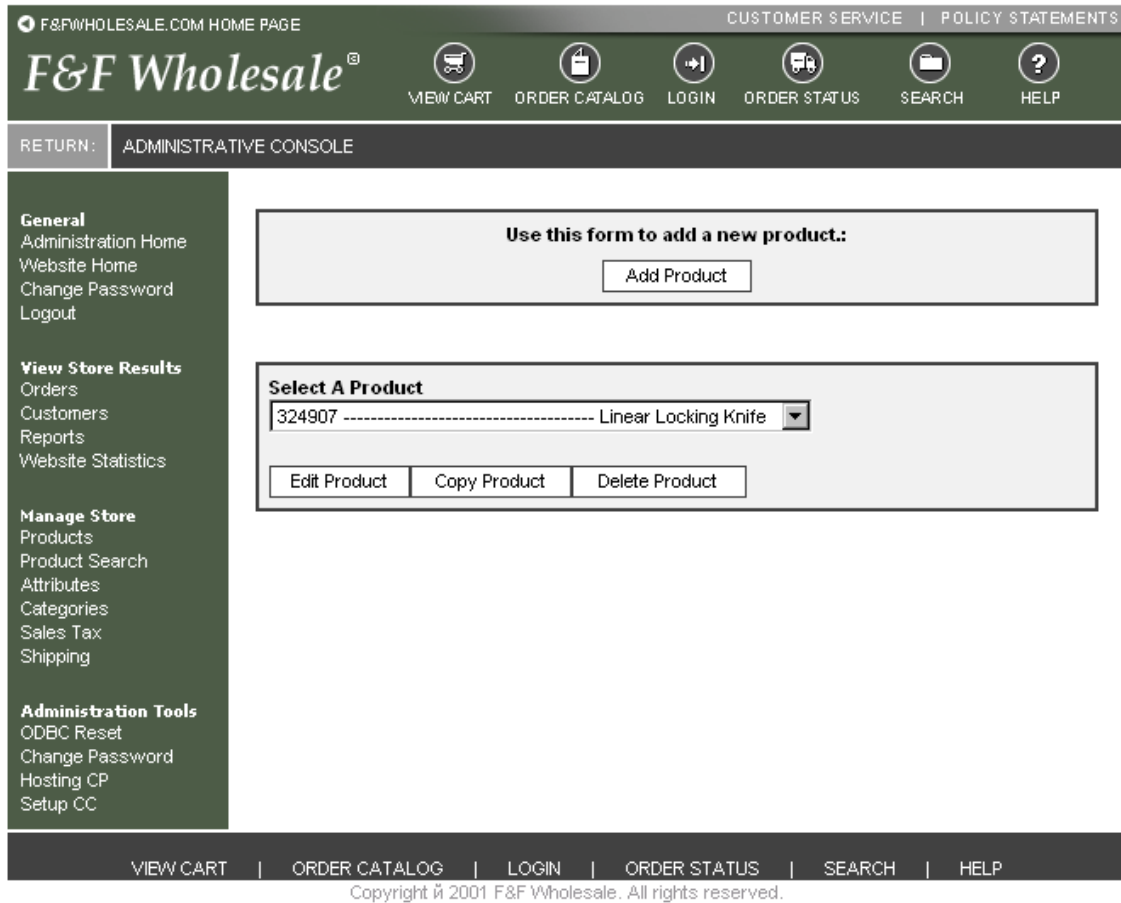 F&FWHOLESALE.COM HOME PAGE
CUSTOMER SERVICE | POLICY STATEMENTS
F&F Wholesale®
VIEW CART ORDER CATALOG LOGIN ORDER STATUS SEARCH HELP
RETURN: ADMINISTRATIVE CONSOLE
General
Administration Home
Website Home
Change Password
Logout
View Store Results
Orders
Customers
Reports
Website Statistics
Manage Store
Products
Product Search
Attributes
Categories
Sales Tax
Shipping
Administration Tools
ODBC Reset
Change Password
Hosting CP
Setup CC
Use this form to add a new product.:
Add Product
Select A Product
324907 ------------------------------------- Linear Locking Knife
Edit Product Copy Product Delete Product
VIEW CART | ORDER CATALOG | LOGIN | ORDER STATUS | SEARCH | HELP
Copyright й 2001 F&F Wholesale. All rights reserved.